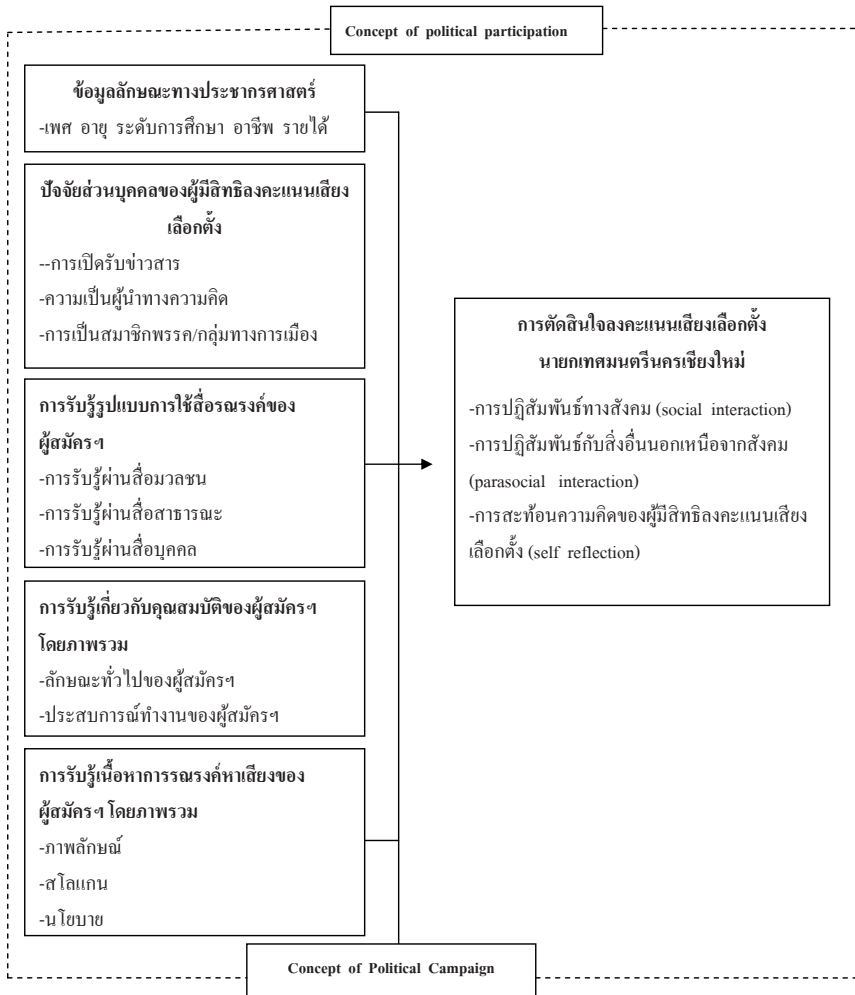 Concept of political participation
ข้อมูลลักษณะทางประชากรศาสตร์
-เพศ อายุ ระดับการศึกษา อาชีพ รายได้
ปัจจัยส่วนบุคคลของผู้มีสิทธิลงคะแนนเสียง
เลือกตั้ง
--การเปิดรับข่าวสาร
-ความเป็นผู้นำทางความคิด
-การเป็นสมาชิกพรรค/กลุ่มทางการเมือง
การรับรู้รูปแบบการใช้สื่อรณรงค์ของ
ผู้สมัครฯ
-การรับรู้ผ่านสื่อมวลชน
-การรับรู้ผ่านสื่อสาธารณะ
-การรับรู้ผ่านสื่อบุคคล
การรับรู้เกี่ยวกับคุณสมบัติของผู้สมัครฯ
โดยภาพรวม
-ลักษณะทั่วไปของผู้สมัครฯ
-ประสบการณ์ทำงานของผู้สมัครฯ
การรับรู้เนื้อหาการรณรงค์หาเสียงของ
ผู้สมัครฯ โดยภาพรวม
-ภาพลักษณ์
-สโลแกน
-นโยบาย
การตัดสินใจลงคะแนนเสียงเลือกตั้ง
นายกเทศมนตรีนครเชียงใหม่
-การปฏิสัมพันธ์ทางสังคม (social interaction)
-การปฏิสัมพันธ์กับสิ่งอื่นนอกเหนือจากสังคม
(parasocial interaction)
-การสะท้อนความคิดของผู้มีสิทธิลงคะแนนเสียง
เลือกตั้ง (self reflection)
Concept of Political Campaign